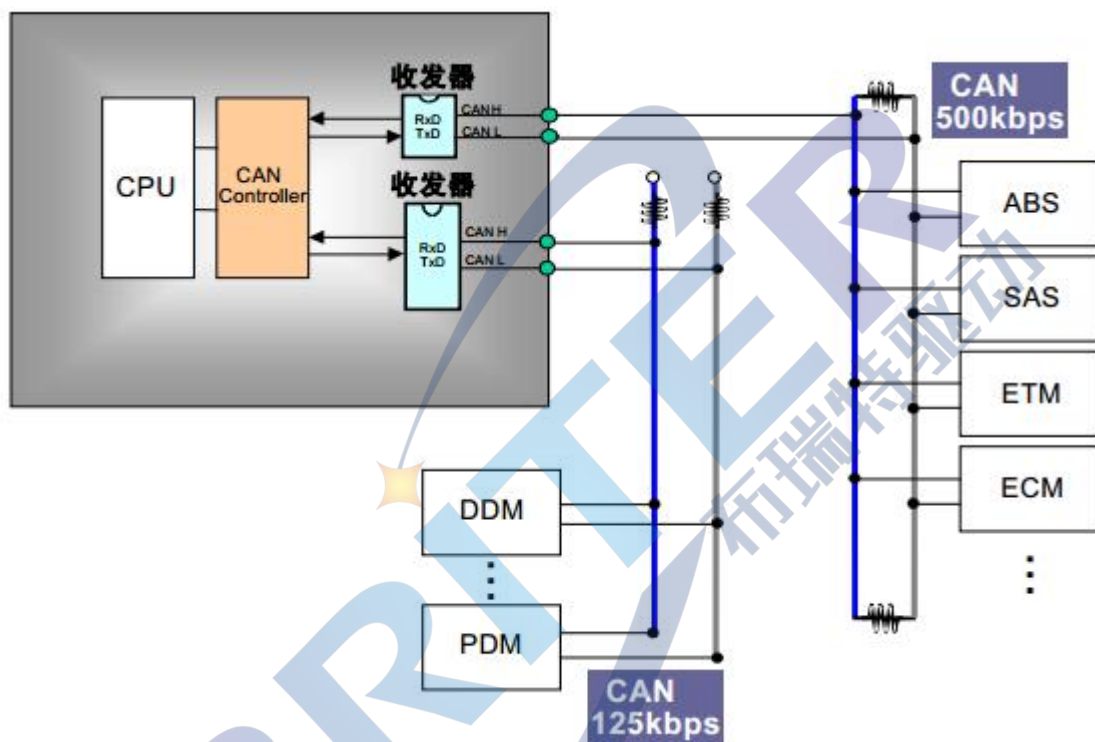 收发器
CAN H
RxD
TxD
CAN L
CPU
CAN
Controller
收发器
CAN H
RxD
TxD
CAN L
CAN
500kbps
ABS
SAS
ETM
ECM
DDM
PDM
CAN
125kbps
BRITER
布瑞特驱动